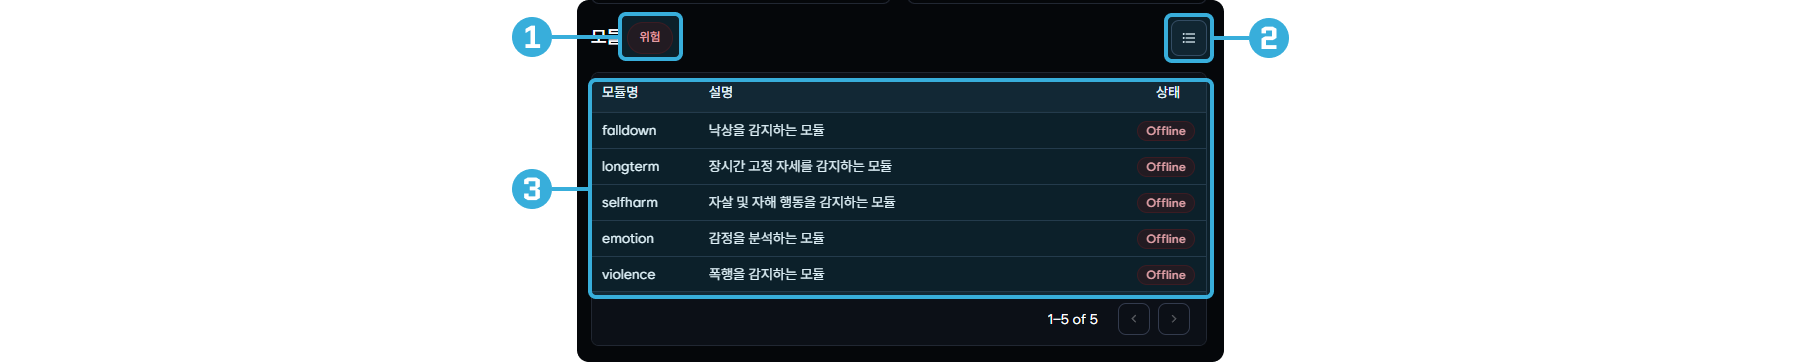 1 모듈 위험 2
모듈명 설명 상태
falldown 낙상을 감지하는 모듈 Offline
longterm 장시간 고정 자세를 감지하는 모듈 Offline
3
selfharm 자살 및 자해 행동을 감지하는 모듈 Offline
emotion 감정을 분석하는 모듈 Offline
violence 폭행을 감지하는 모듈 Offline
1–5 of 5